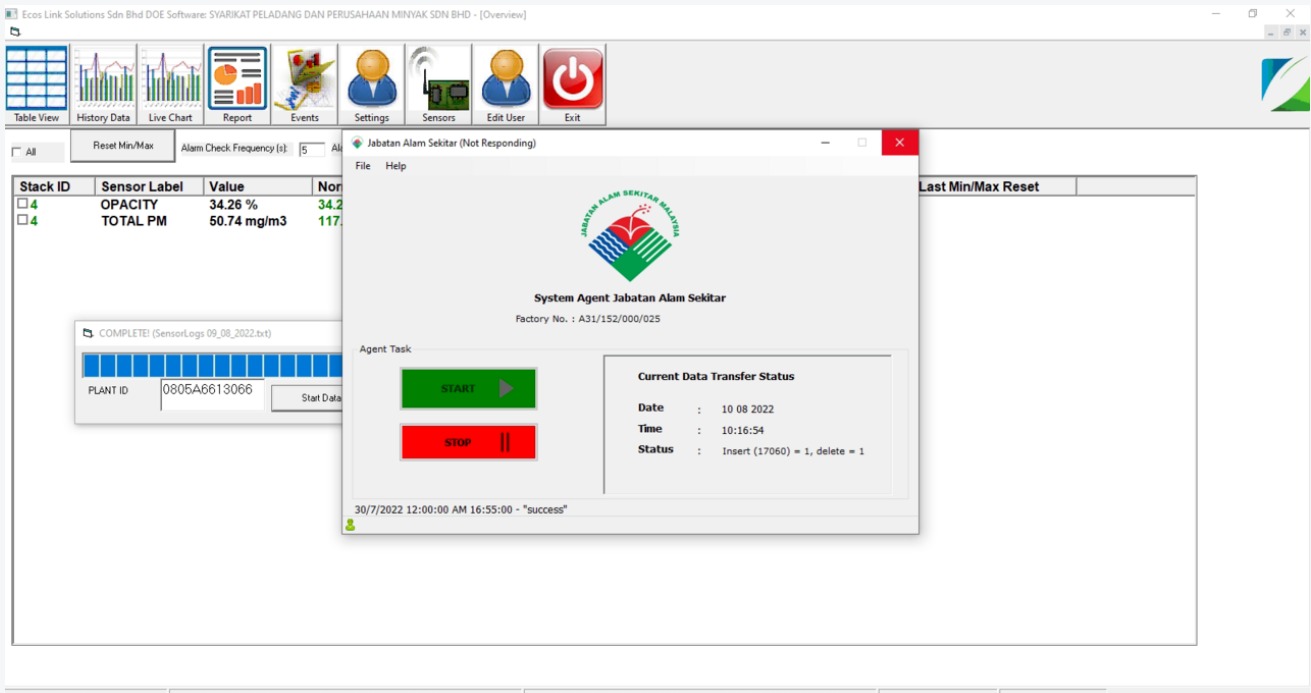 Ecos Link Solutions Sdn Bhd DOE Software: SYARIKAT PELADANG DAN PERUSAHAAN MINYAK SDN BHD - [Overview]
Table View History Data Live Chart Report Events Settings Sensors Edit User Exit
All Reset Min/Max Alarm Check Frequency (s): 5
Stack ID Sensor Label Value Last Min/Max Reset
4 OPACITY 34.26 % 34.2
4 TOTAL PM 50.74 mg/m3 117.
COMPLETE! (SensorLogs 09_08_2022.txt)
PLANT ID 0805A6613066 Start Data
Jabatan Alam Sekitar (Not Responding)
File Help
JABATAN ALAM SEKITAR MALAYSIA
System Agent Jabatan Alam Sekitar
Factory No. : A31/152/000/025
Agent Task
START
STOP
Current Data Transfer Status
Date : 10 08 2022
Time : 10:16:54
Status : Insert (17060) = 1, delete = 1
30/7/2022 12:00:00 AM 16:55:00 - "success"